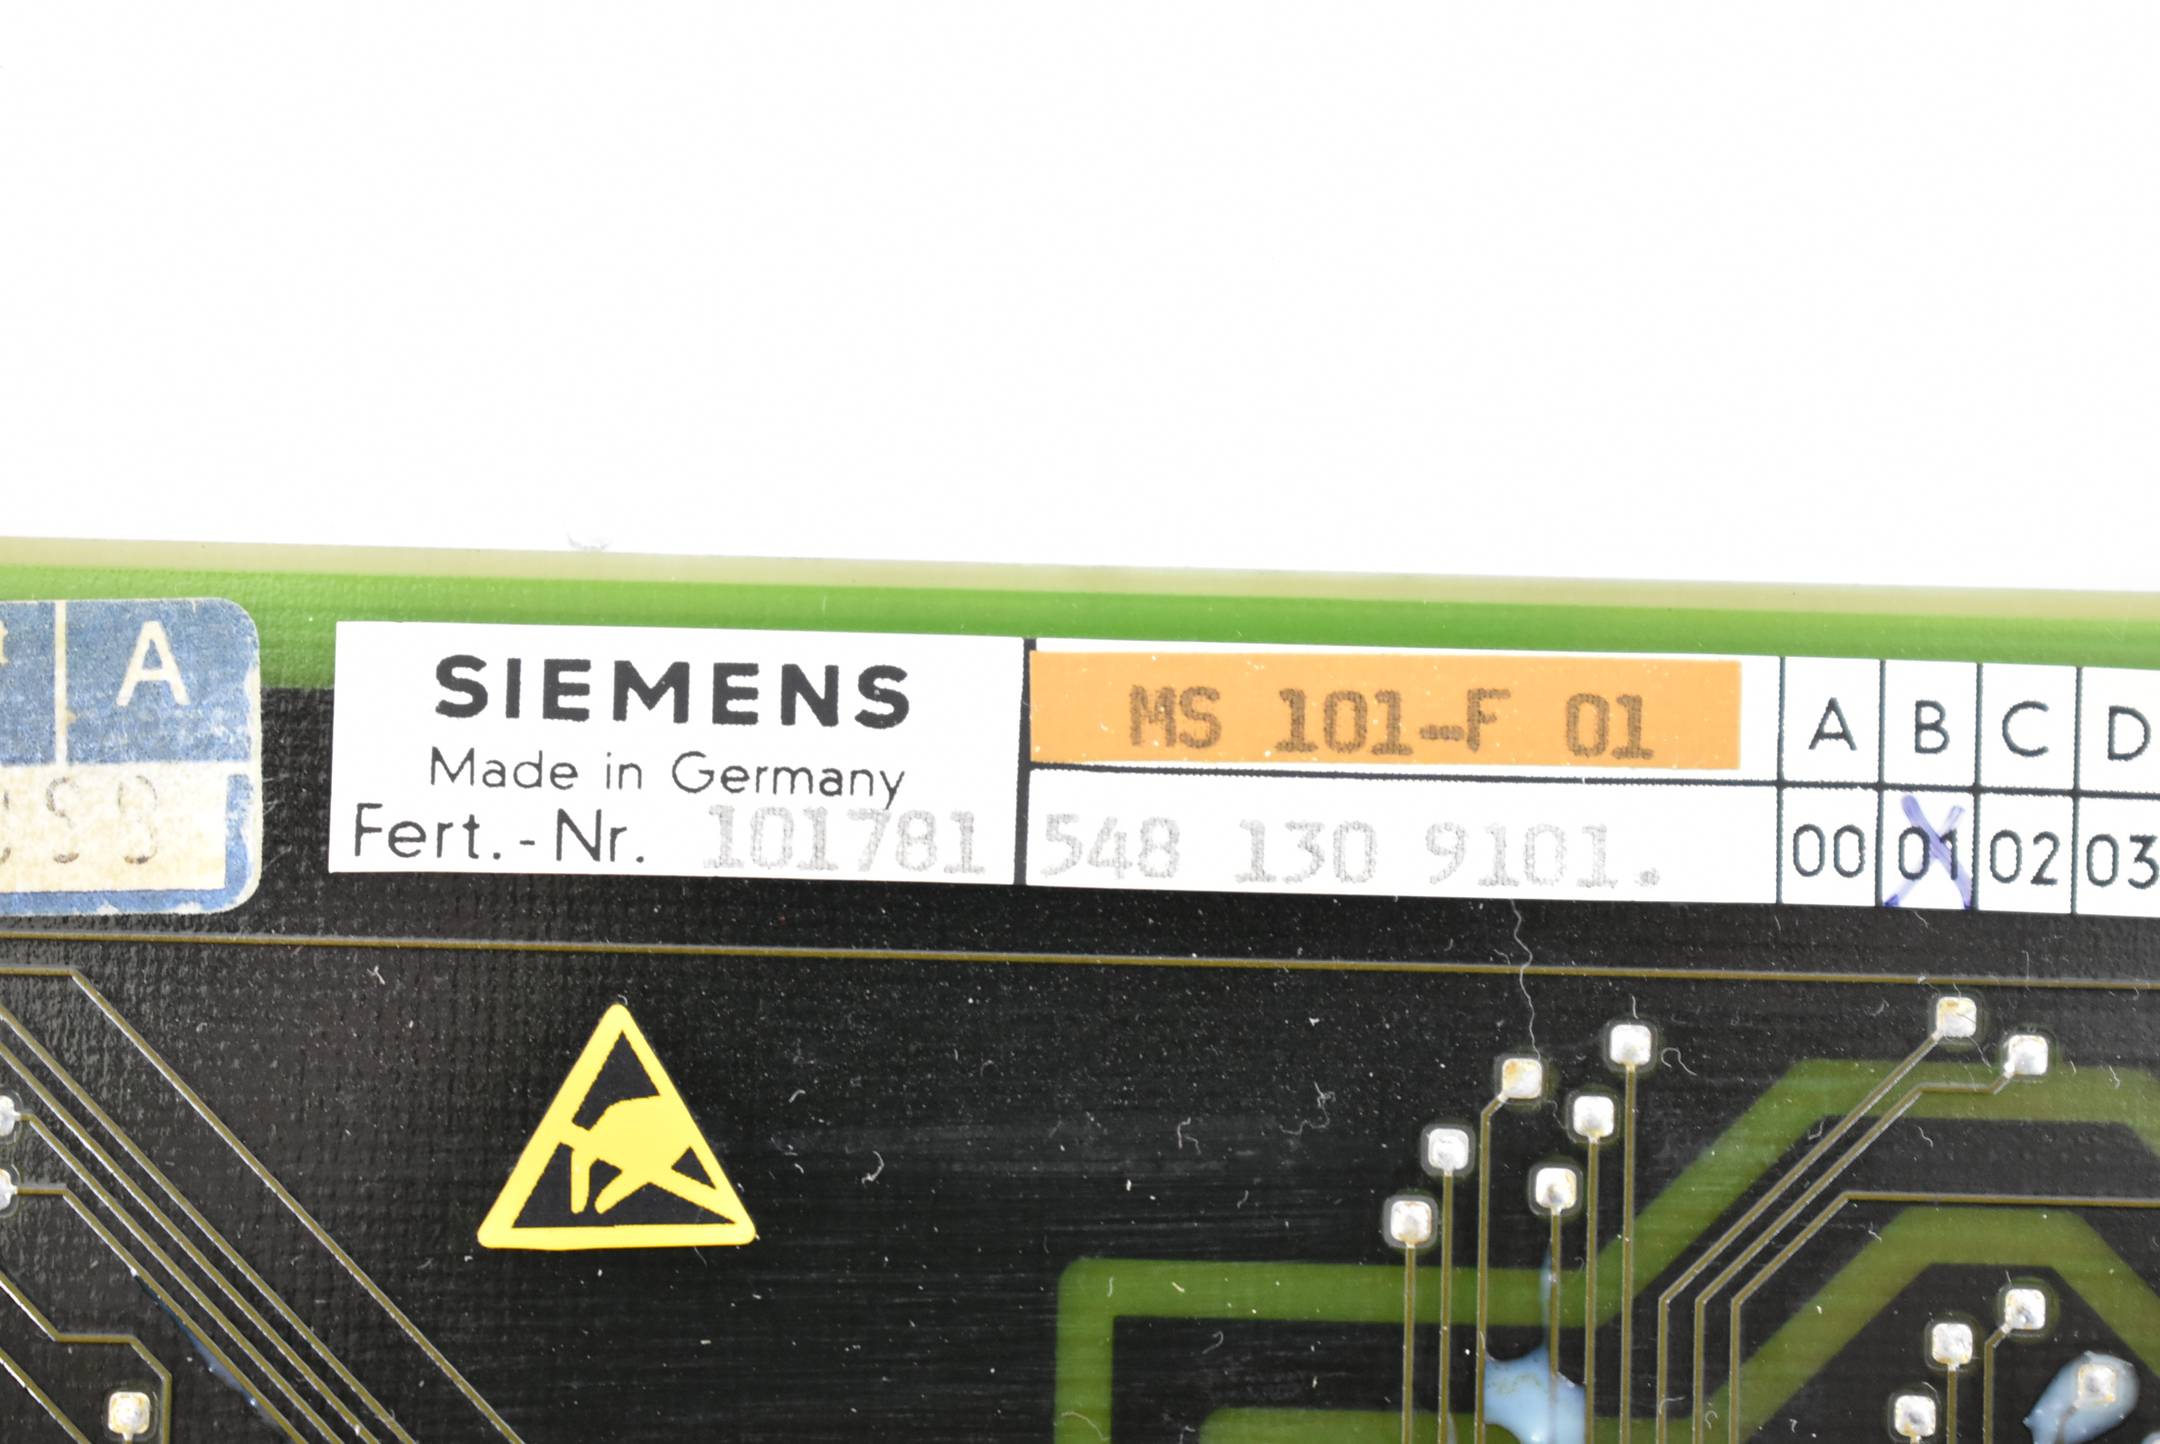 A
SIEMENS
Made in Germany
Fert.-Nr. 101781
MS 101-F 01
548 130 9101.
A B C D
00 01 02 03